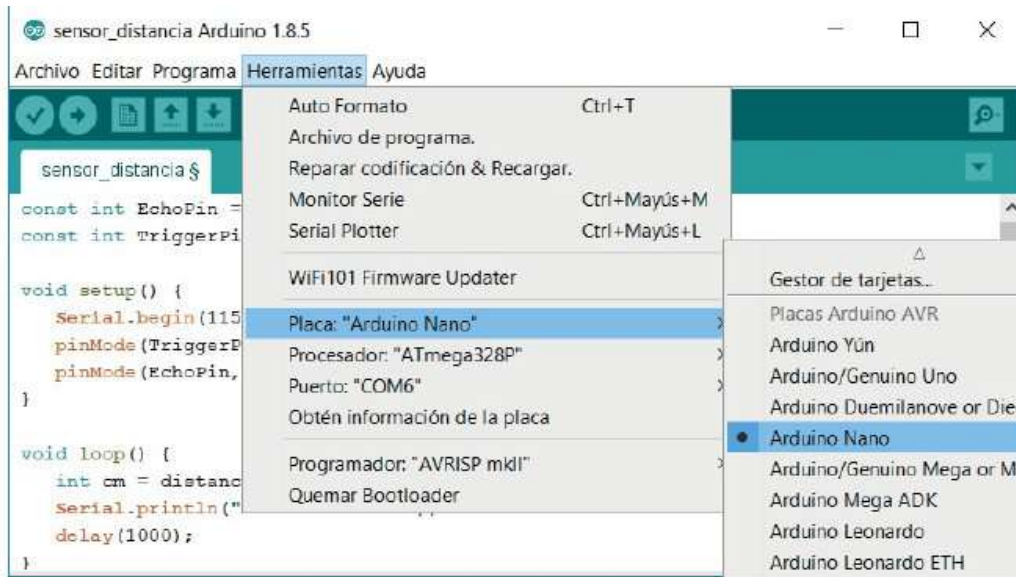 sensor_distancia Arduino 1.8.5
Archivo Editar Programa Herramientas Ayuda
sensor_distancia §
const int EchoPin =
const int TriggerPi
void setup() {
Serial.begin(115
pinMode(TriggerP
pinMode(EchoPin,
}
void loop() {
int cm = distanc
Serial.println("
delay(1000);
}
Auto Formato Ctrl+T
Archivo de programa.
Reparar codificación & Recargar.
Monitor Serie Ctrl+Mayús+M
Serial Plotter Ctrl+Mayús+L
WiFi101 Firmware Updater
Placa: "Arduino Nano"
Procesador: "ATmega328P"
Puerto: "COM6"
Obtén información de la placa
Programador: "AVRISP mkII"
Quemar Bootloader
Gestor de tarjetas...
Placas Arduino AVR
Arduino Yún
Arduino/Genuino Uno
Arduino Duemilanove or Die
Arduino Nano
Arduino/Genuino Mega or M
Arduino Mega ADK
Arduino Leonardo
Arduino Leonardo ETH